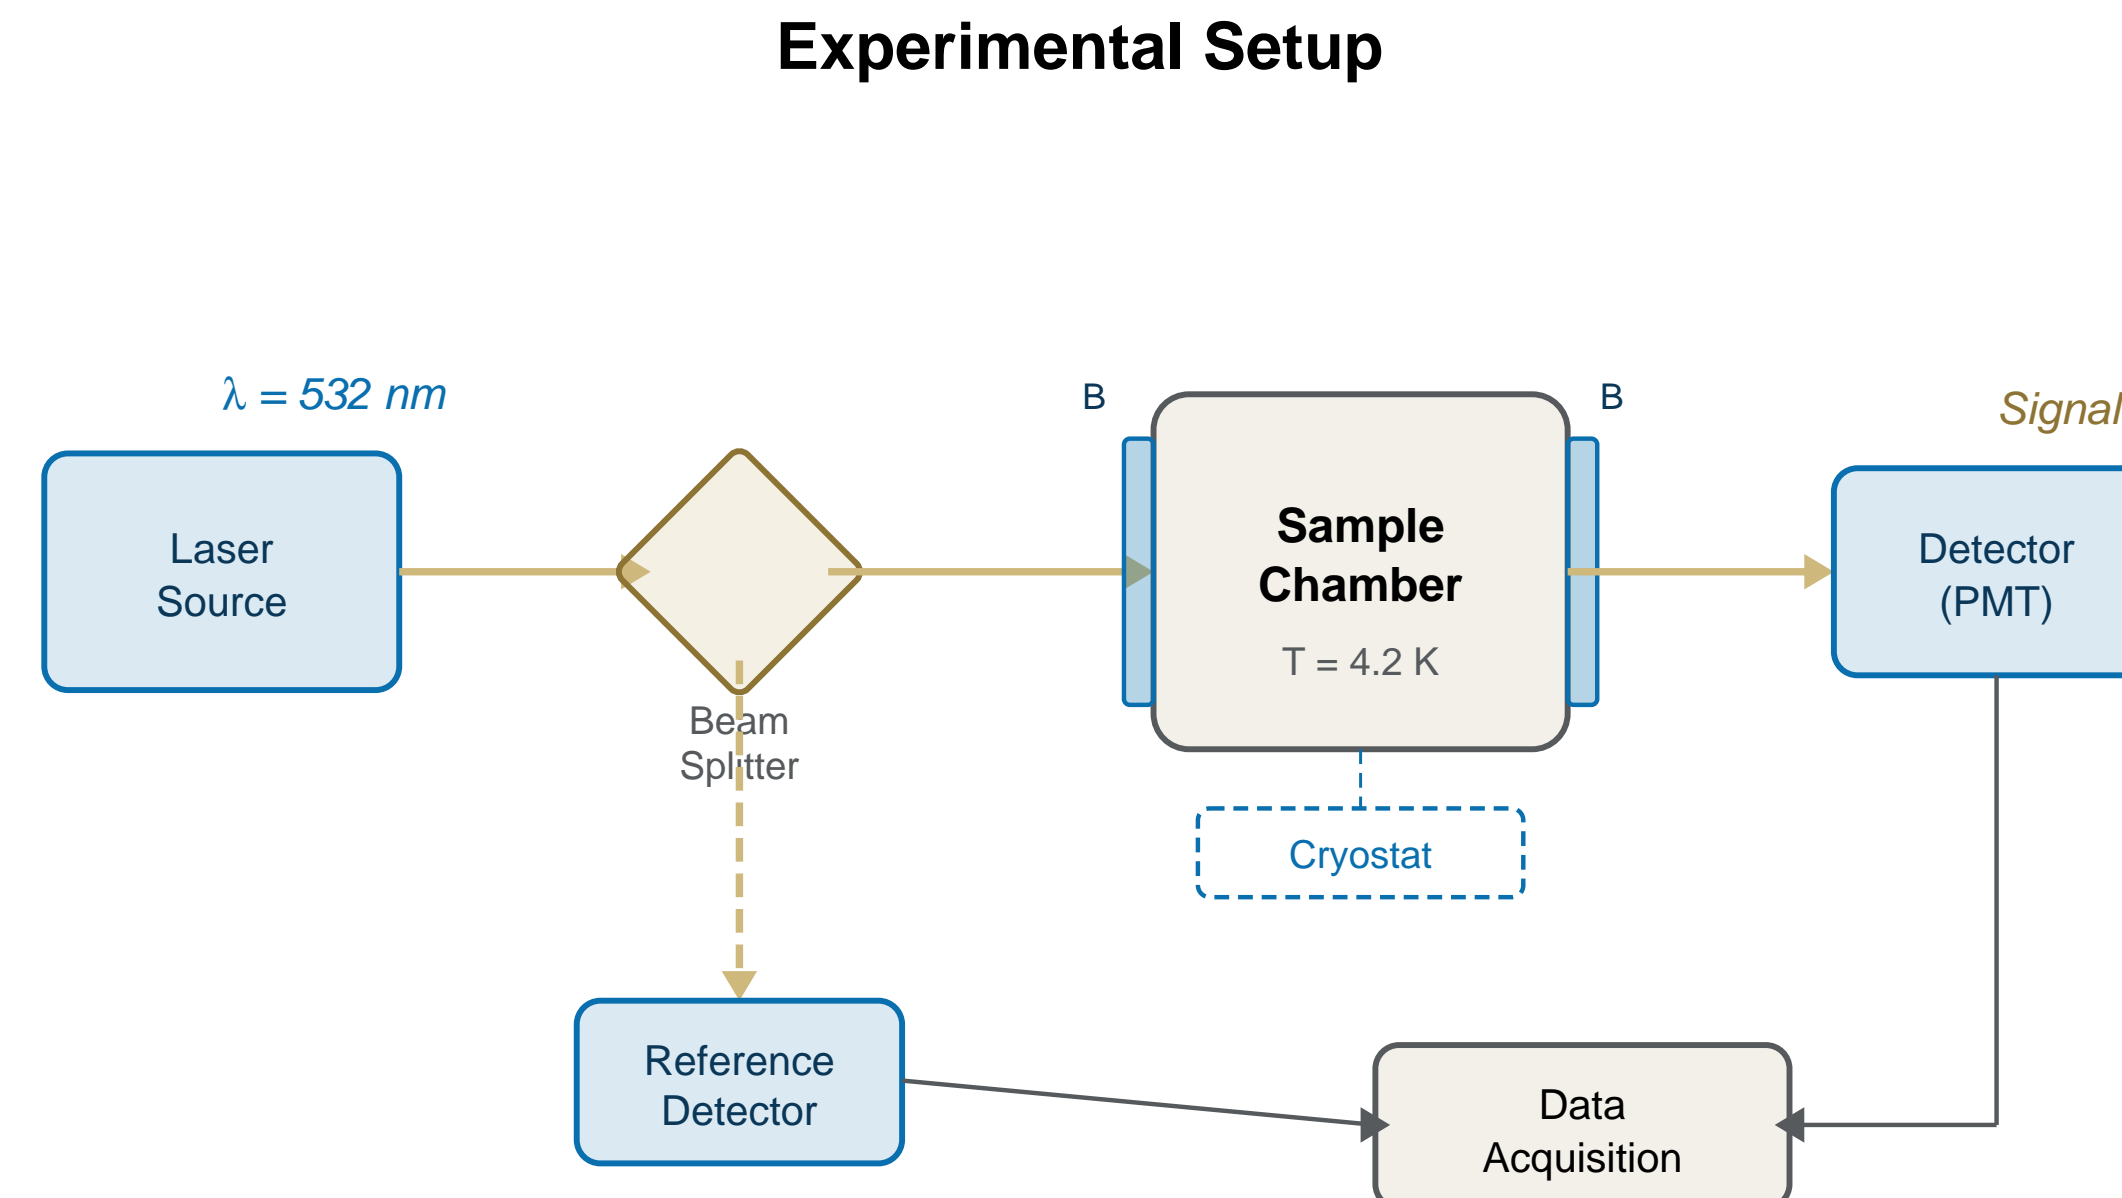 Experimental Setup
λ = 532 nm
B
B
Signal
Laser
Source
Sample
Chamber
T = 4.2 K
Detector
(PMT)
Beam
Splitter
Cryostat
Reference
Detector
Data
Acquisition